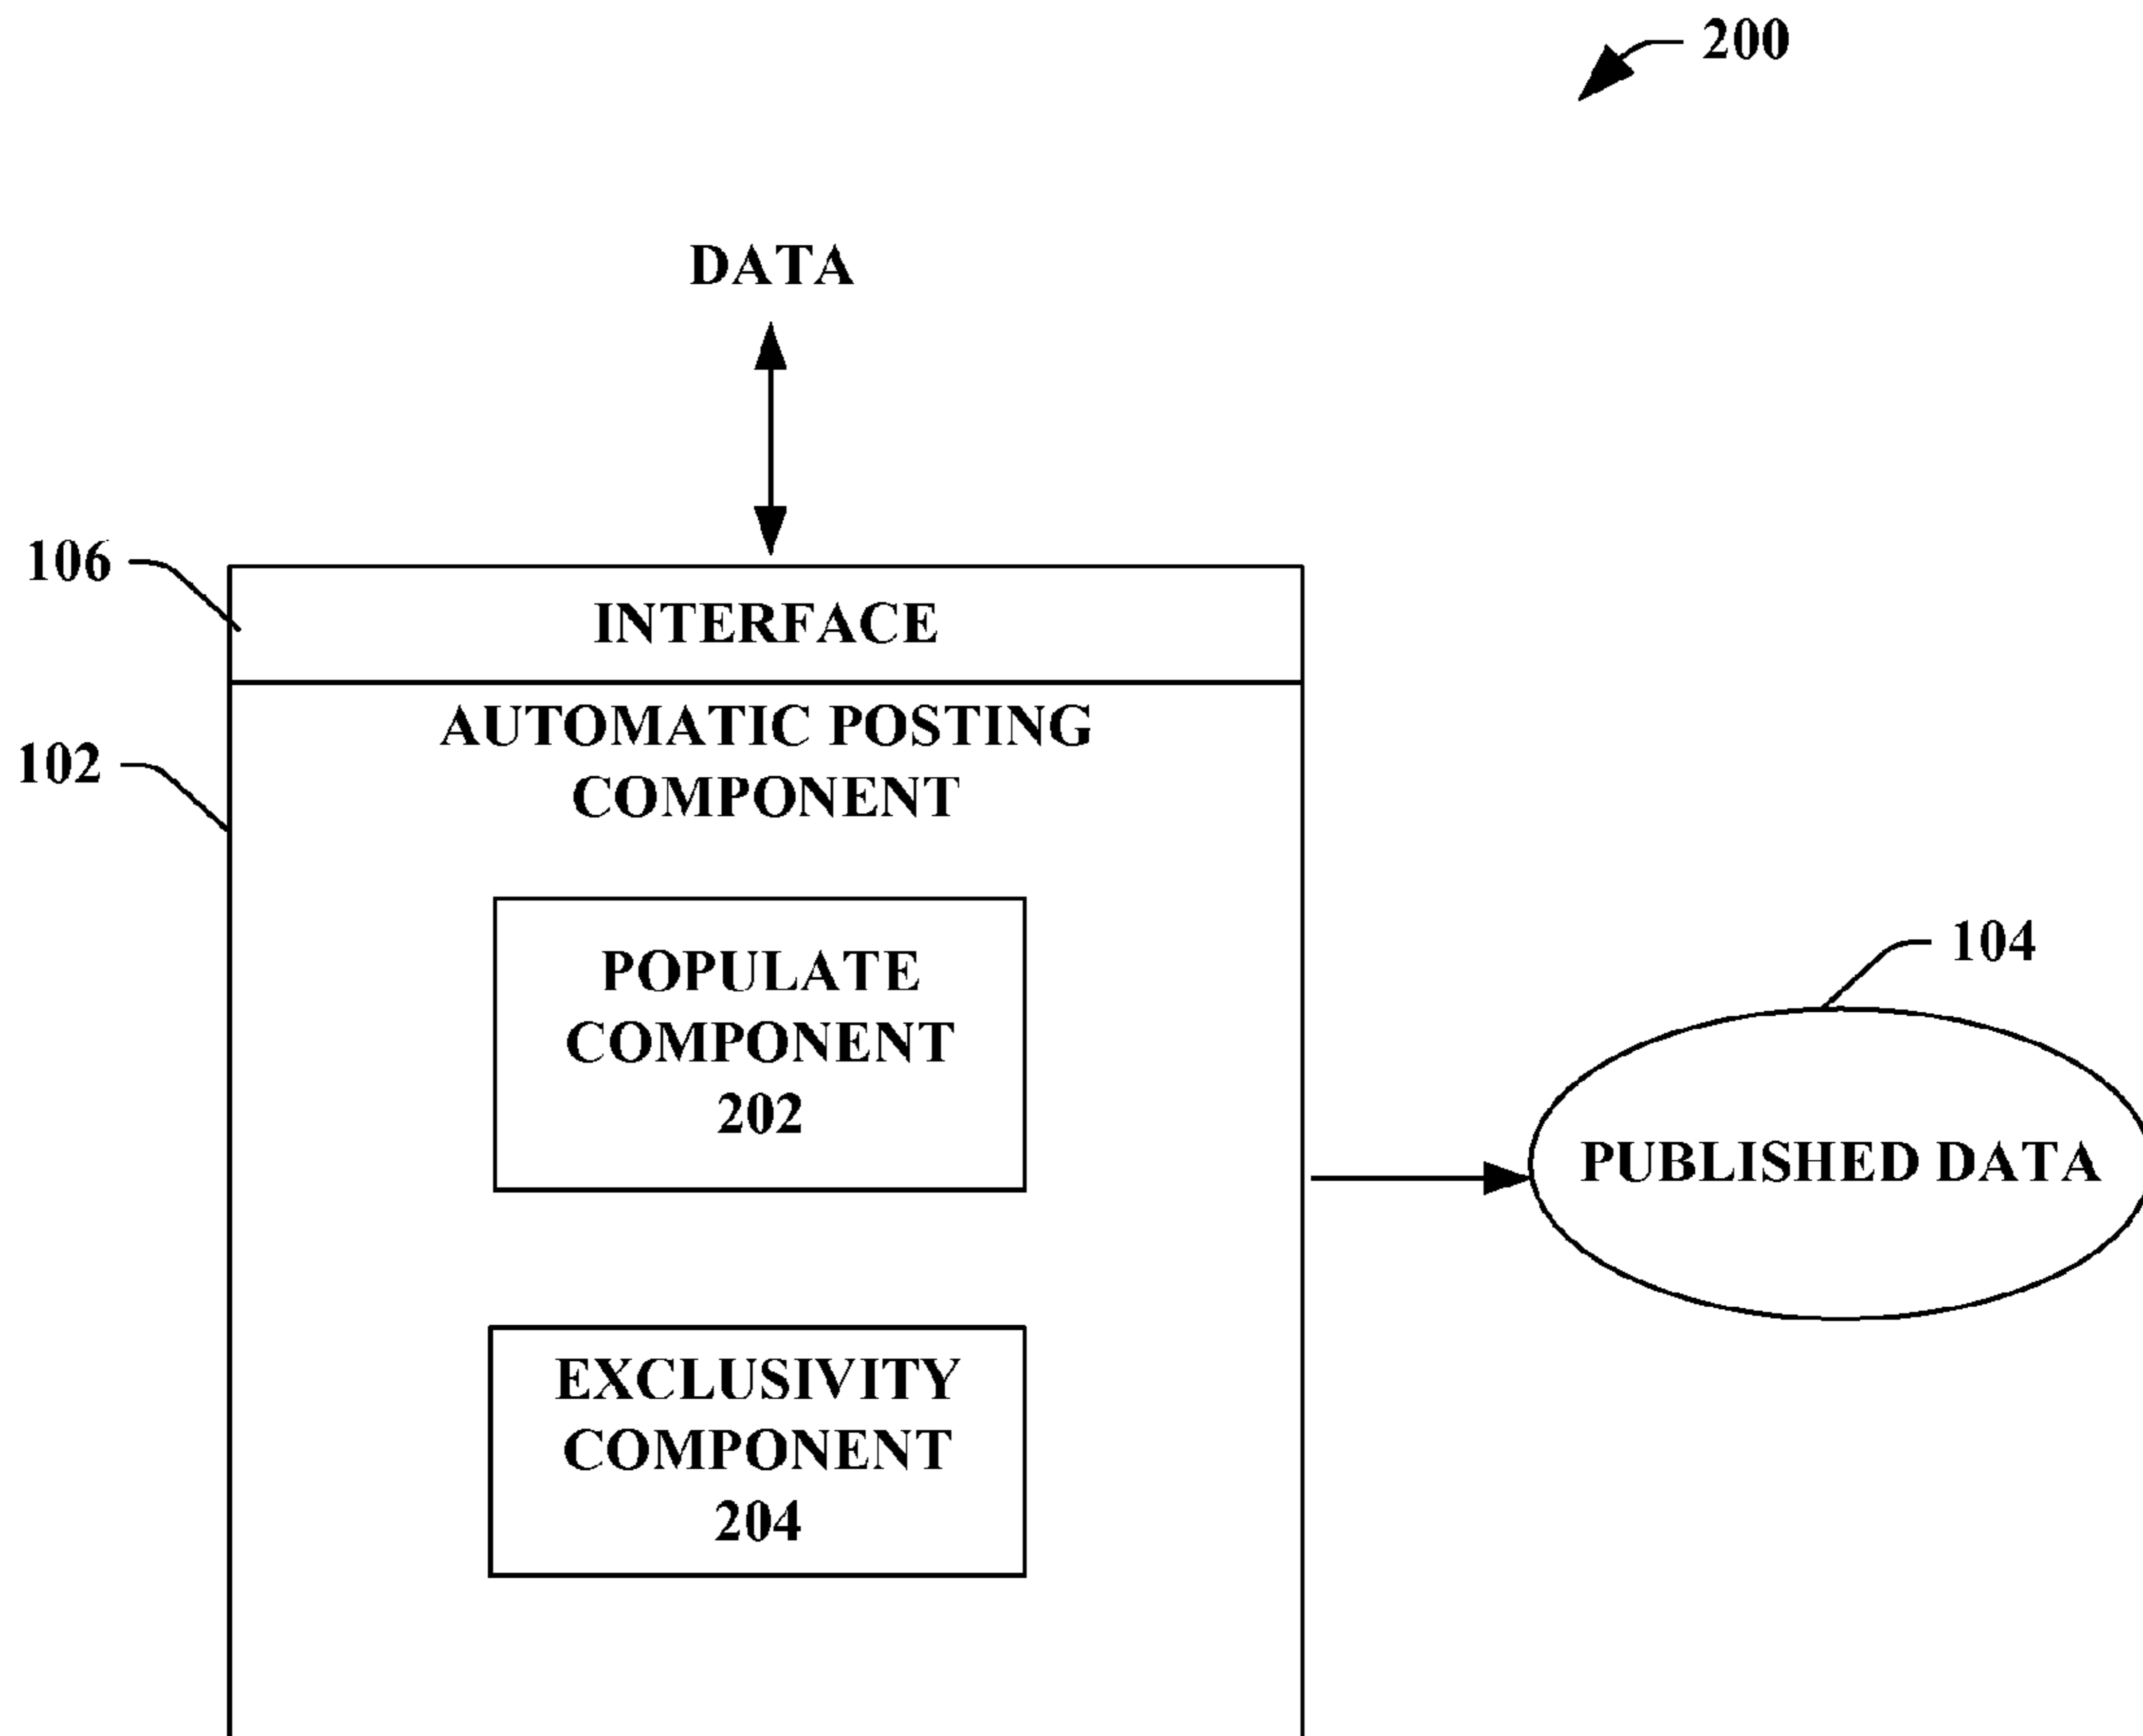 200
DATA
106
INTERFACE
AUTOMATIC POSTING
COMPONENT
102
POPULATE
COMPONENT
202
104
PUBLISHED DATA
EXCLUSIVITY
COMPONENT
204